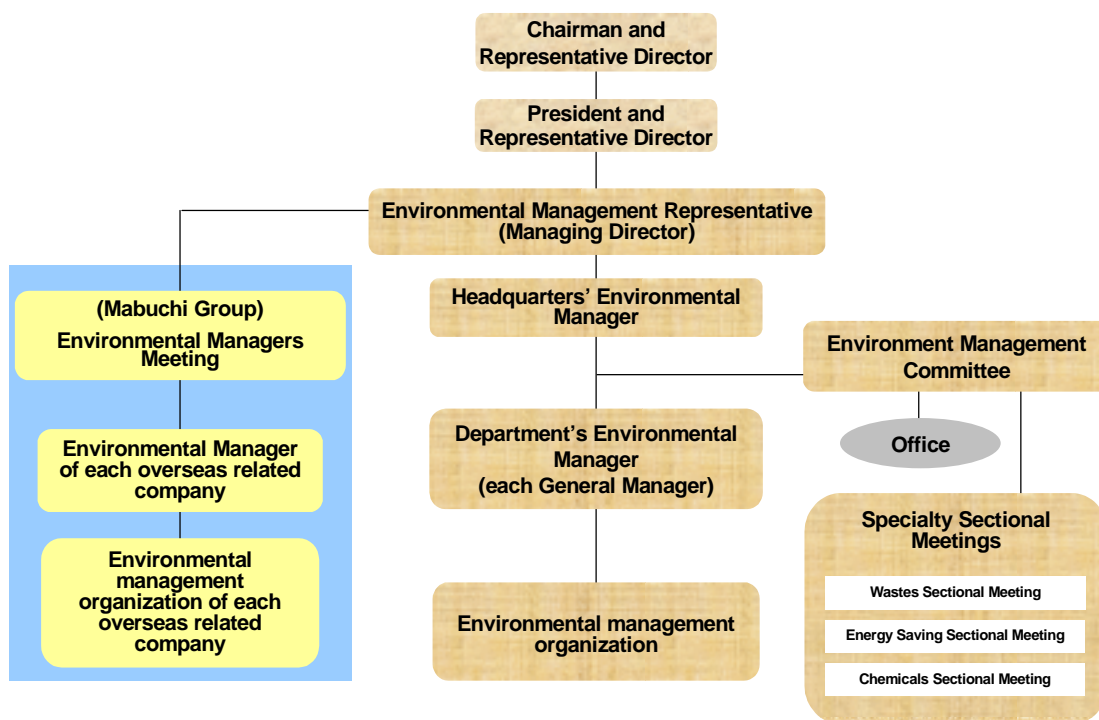 Chairman and
Representative Director
President and
Representative Director
Environmental Management Representative
(Managing Director)
(Mabuchi Group)
Environmental Managers
Meeting
Headquarters' Environmental
Manager
Environment Management
Committee
Environmental Manager
of each overseas related
company
Department's Environmental
Manager
(each General Manager)
Office
Environmental
management
organization of each
overseas related
company
Environmental management
organization
Specialty Sectional
Meetings
Wastes Sectional Meeting
Energy Saving Sectional Meeting
Chemicals Sectional Meeting